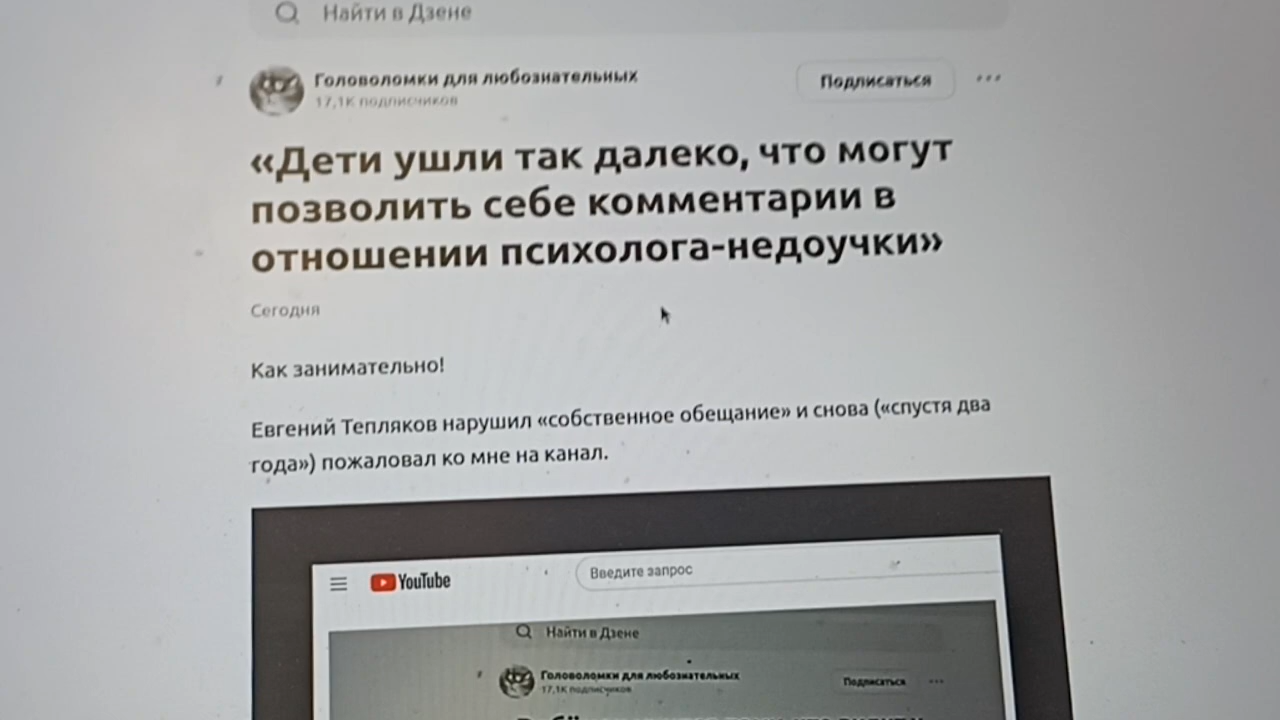 Найти в Дзене
Головоломки для любознательных
17,1K подписчиков
Подписаться
«Дети ушли так далеко, что могут
позволить себе комментарии в
отношении психолога-недоучки»
Сегодня
Как занимательно!
Евгений Тепляков нарушил «собственное обещание» и снова («спустя два
года») пожаловал ко мне на канал.
YouTube
Введите запрос
Найти в Дзене
Головоломки для любознательных
17,1K подписчиков
Подписаться